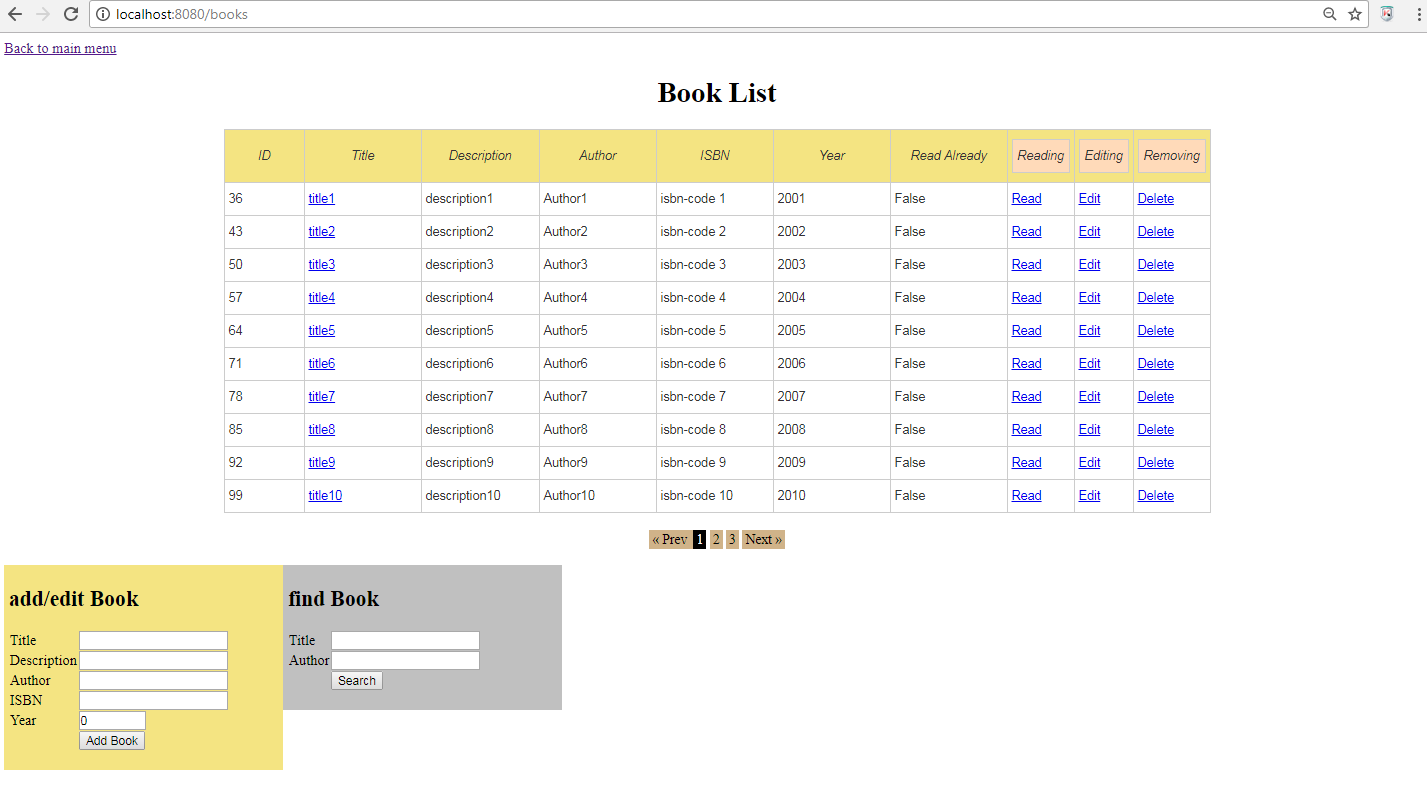 localhost:8080/books
Back to main menu
Book List
ID Title Description Author ISBN Year Read Already Reading Editing Removing
36 title1 description1 Author1 isbn-code 1 2001 False Read Edit Delete
43 title2 description2 Author2 isbn-code 2 2002 False Read Edit Delete
50 title3 description3 Author3 isbn-code 3 2003 False Read Edit Delete
57 title4 description4 Author4 isbn-code 4 2004 False Read Edit Delete
64 title5 description5 Author5 isbn-code 5 2005 False Read Edit Delete
71 title6 description6 Author6 isbn-code 6 2006 False Read Edit Delete
78 title7 description7 Author7 isbn-code 7 2007 False Read Edit Delete
85 title8 description8 Author8 isbn-code 8 2008 False Read Edit Delete
92 title9 description9 Author9 isbn-code 9 2009 False Read Edit Delete
99 title10 description10 Author10 isbn-code 10 2010 False Read Edit Delete
« Prev 1 2 3 Next »
add/edit Book
Title
Description
Author
ISBN
Year 0
Add Book
find Book
Title
Author
Search